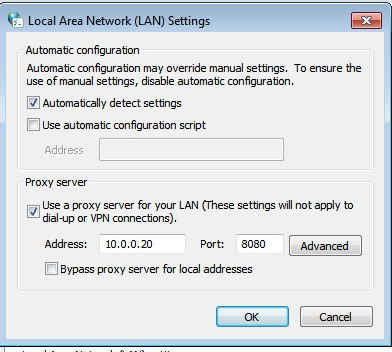 Local Area Network (LAN) Settings
Automatic configuration
Automatic configuration may override manual settings. To ensure the
use of manual settings, disable automatic configuration.
Automatically detect settings
Use automatic configuration script
Address
Proxy server
Use a proxy server for your LAN (These settings will not apply to
dial-up or VPN connections).
Address: 10.0.0.20 Port: 8080 Advanced
Bypass proxy server for local addresses
OK Cancel